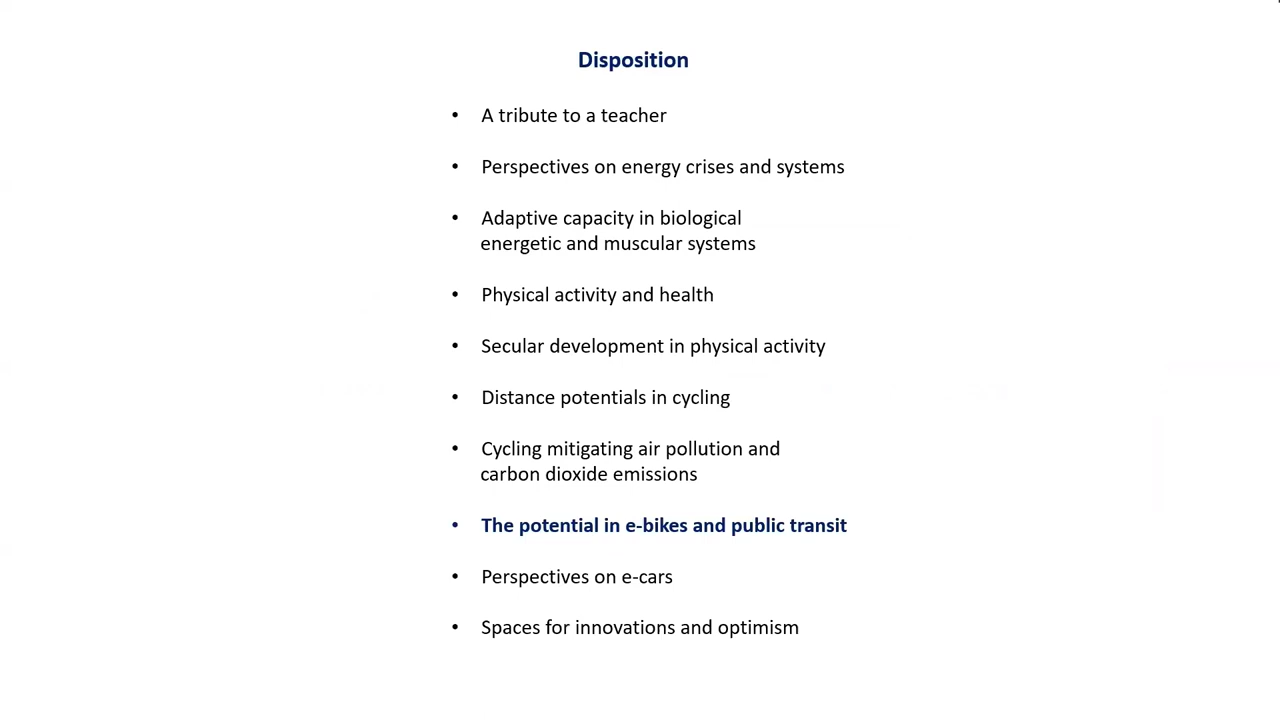 Disposition
• A tribute to a teacher
• Perspectives on energy crises and systems
• Adaptive capacity in biological
energetic and muscular systems
• Physical activity and health
• Secular development in physical activity
• Distance potentials in cycling
• Cycling mitigating air pollution and
carbon dioxide emissions
• The potential in e-bikes and public transit
• Perspectives on e-cars
• Spaces for innovations and optimism